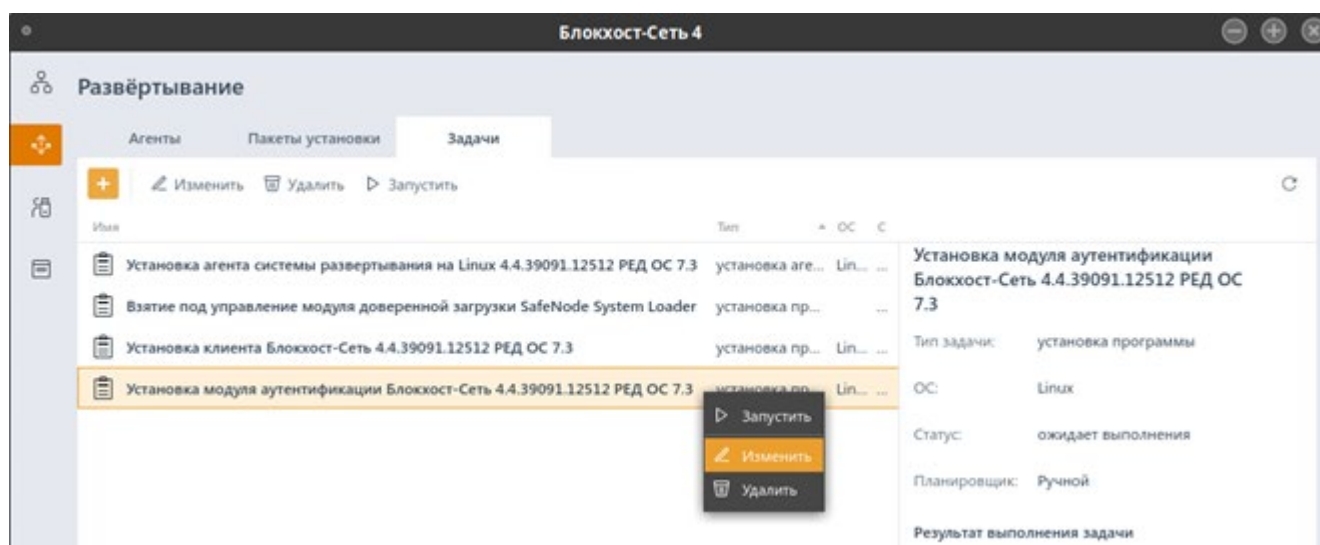 Блокхост-Сеть 4
Развёртывание
Агенты Пакеты установки Задачи
Изменить Удалить Запустить
Имя Тип ОС С
Установка агента системы развертывания на Linux 4.4.39091.12512 РЕД ОС 7.3 установка аге... Lin... ...
Взятие под управление модуля доверенной загрузки SafeNode System Loader установка пр... ...
Установка клиента Блокхост-Сеть 4.4.39091.12512 РЕД ОС 7.3 установка пр... Lin... ...
Установка модуля аутентификации Блокхост-Сеть 4.4.39091.12512 РЕД ОС 7.3 установка пр... Lin... ...
Запустить
Изменить
Удалить
Установка модуля аутентификации
Блокхост-Сеть 4.4.39091.12512 РЕД ОС
7.3
Тип задачи: установка программы
ОС: Linux
Статус: ожидает выполнения
Планировщик: Ручной
Результат выполнения задачи